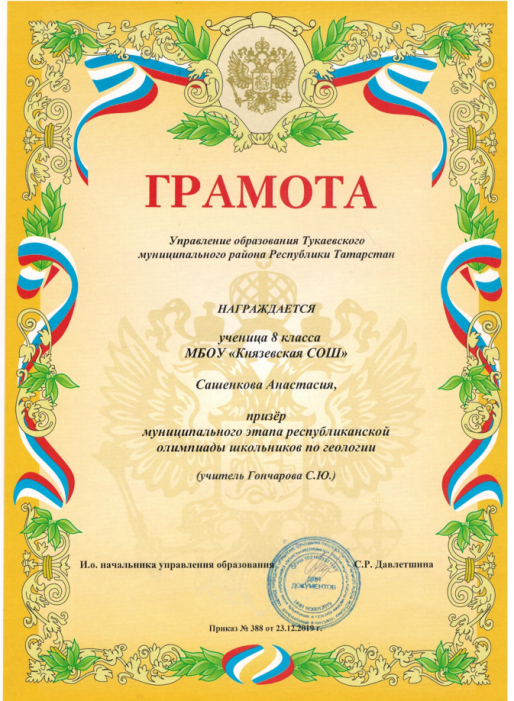 ГРАМОТА
Управление образования Тукаевского
муниципального района Республики Татарстан
НАГРАЖДАЕТСЯ
ученица 8 класса
МБОУ «Князевская СОШ»
Сашенкова Анастасия,
призёр
муниципального этапа республиканской
олимпиады школьников по геологии
(учитель Гончарова С.Ю.)
И.о. начальника управления образования С.Р. Давлетшина
ДЛЯ
ДОКУМЕНТОВ
Приказ № 388 от 23.12.2019 г.